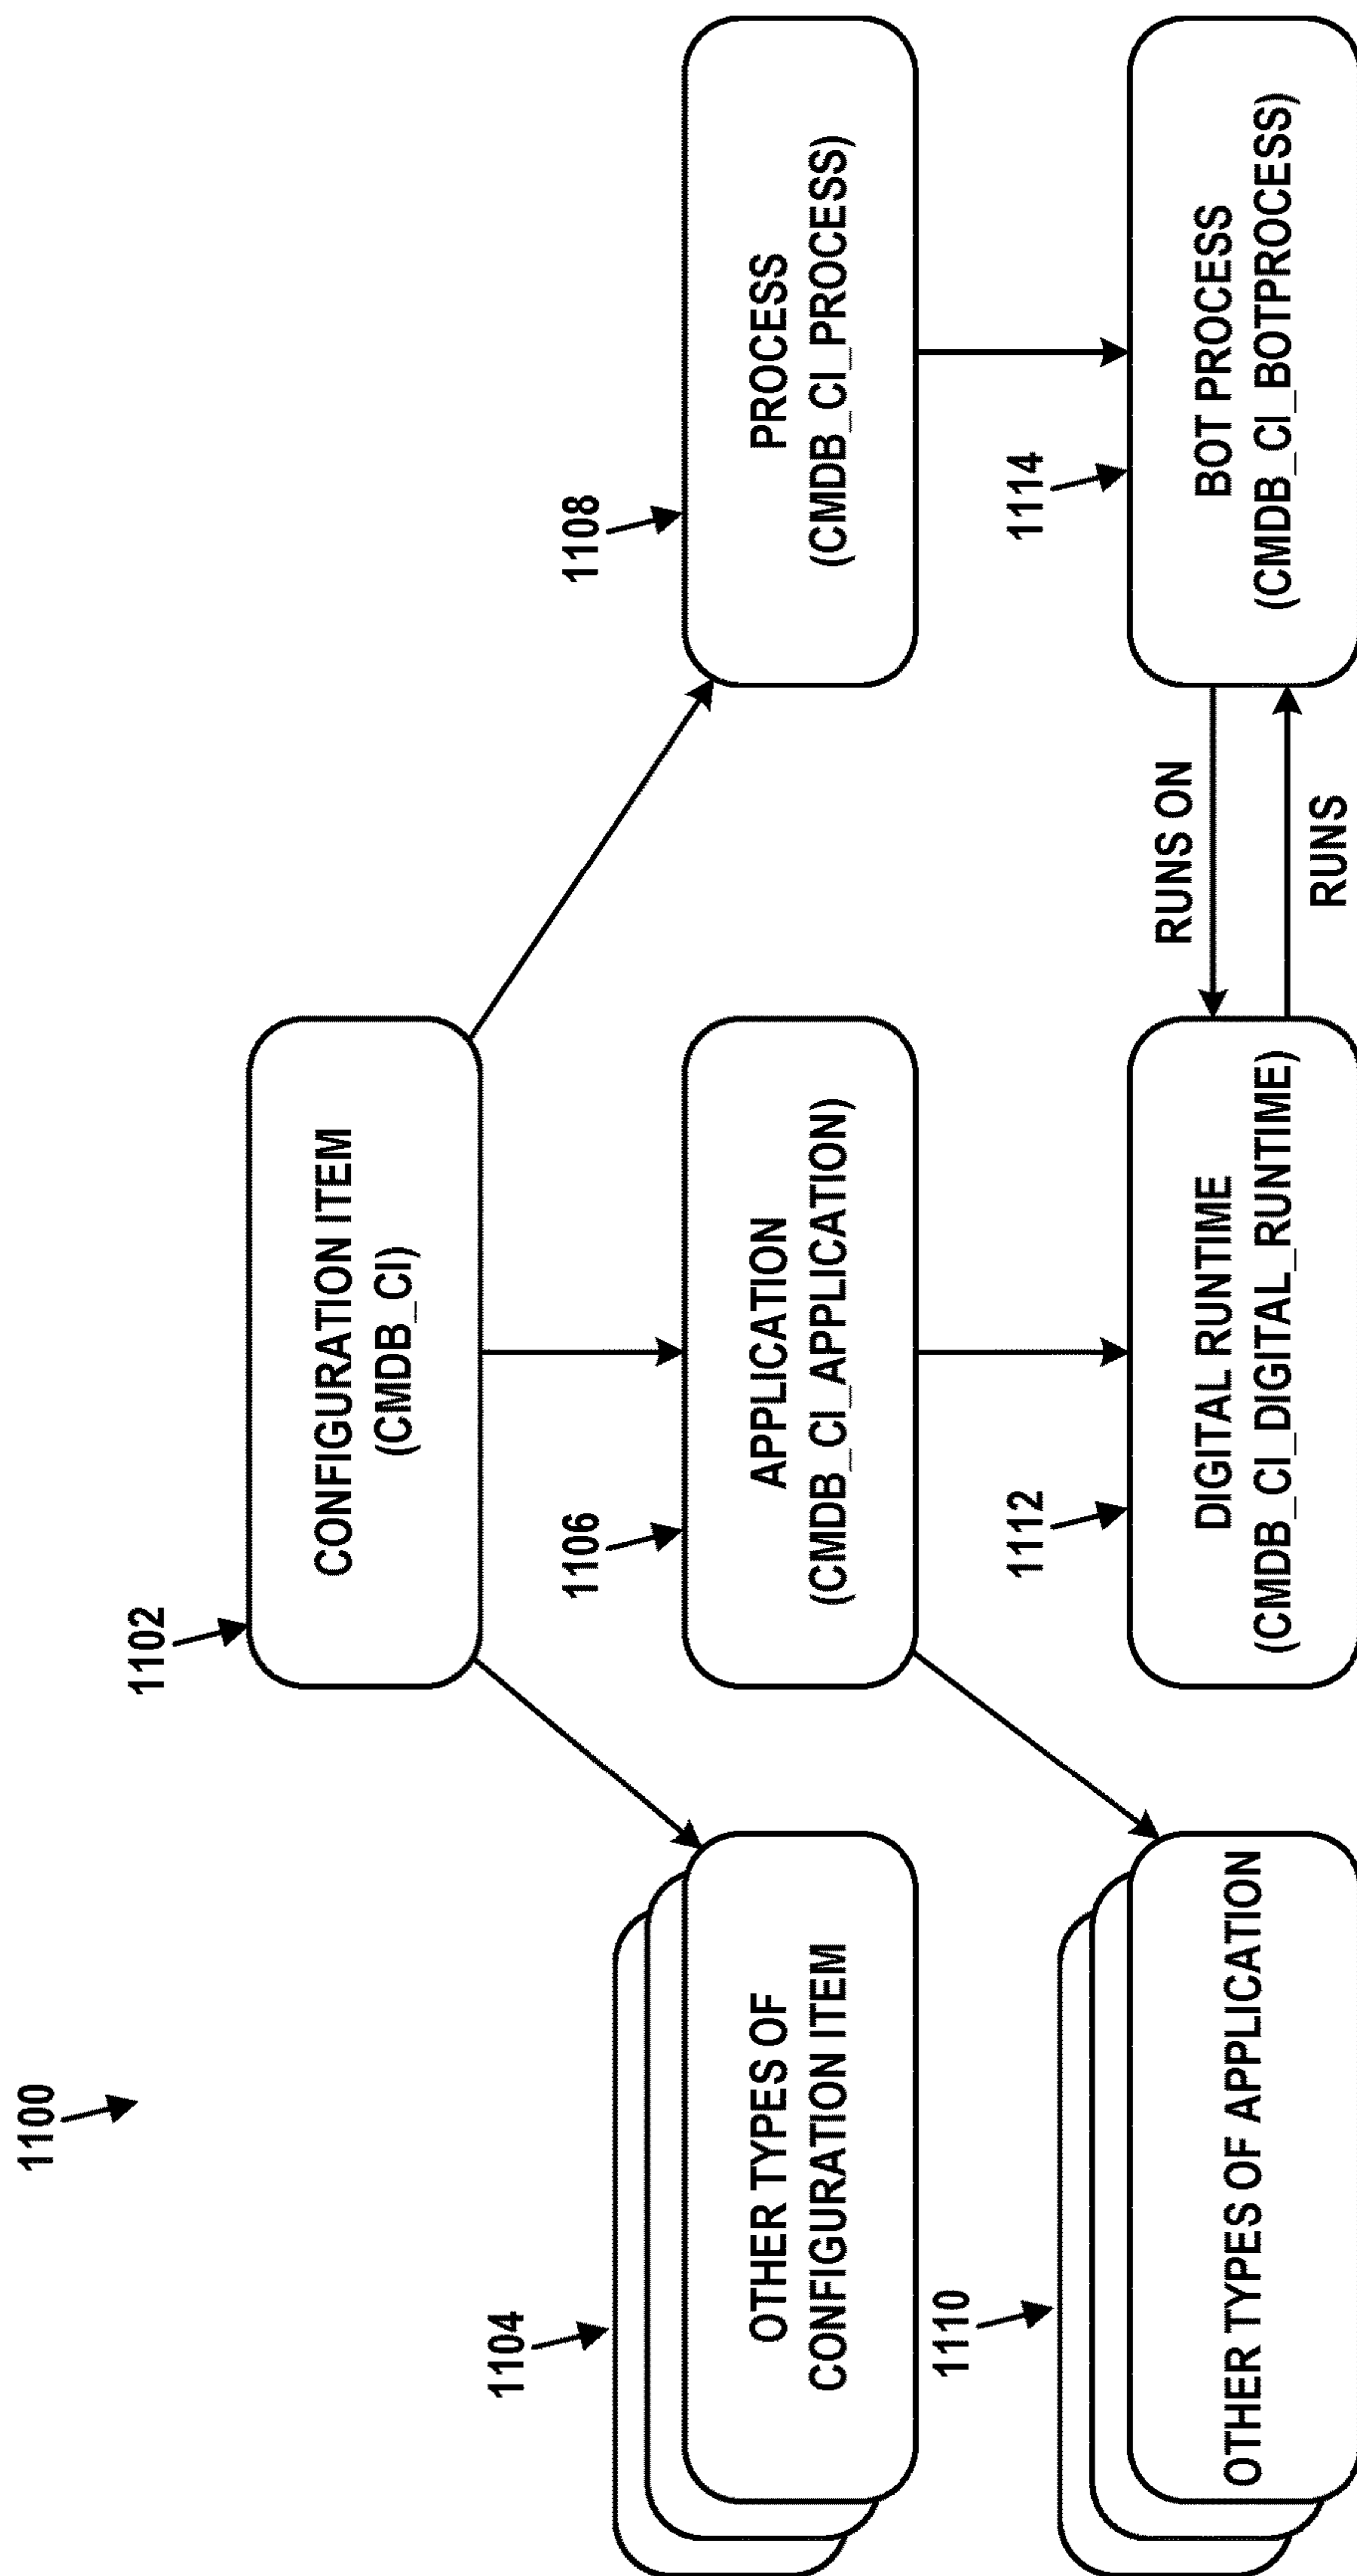 1100
1102
CONFIGURATION ITEM
(CMDB_CI)
1104
OTHER TYPES OF
CONFIGURATION ITEM
1106
APPLICATION
(CMDB_CI_APPLICATION)
1108
PROCESS
(CMDB_CI_PROCESS)
1110
OTHER TYPES OF APPLICATION
1112
DIGITAL RUNTIME
(CMDB_CI_DIGITAL_RUNTIME)
RUNS ON
RUNS
1114
BOT PROCESS
(CMDB_CI_BOTPROCESS)